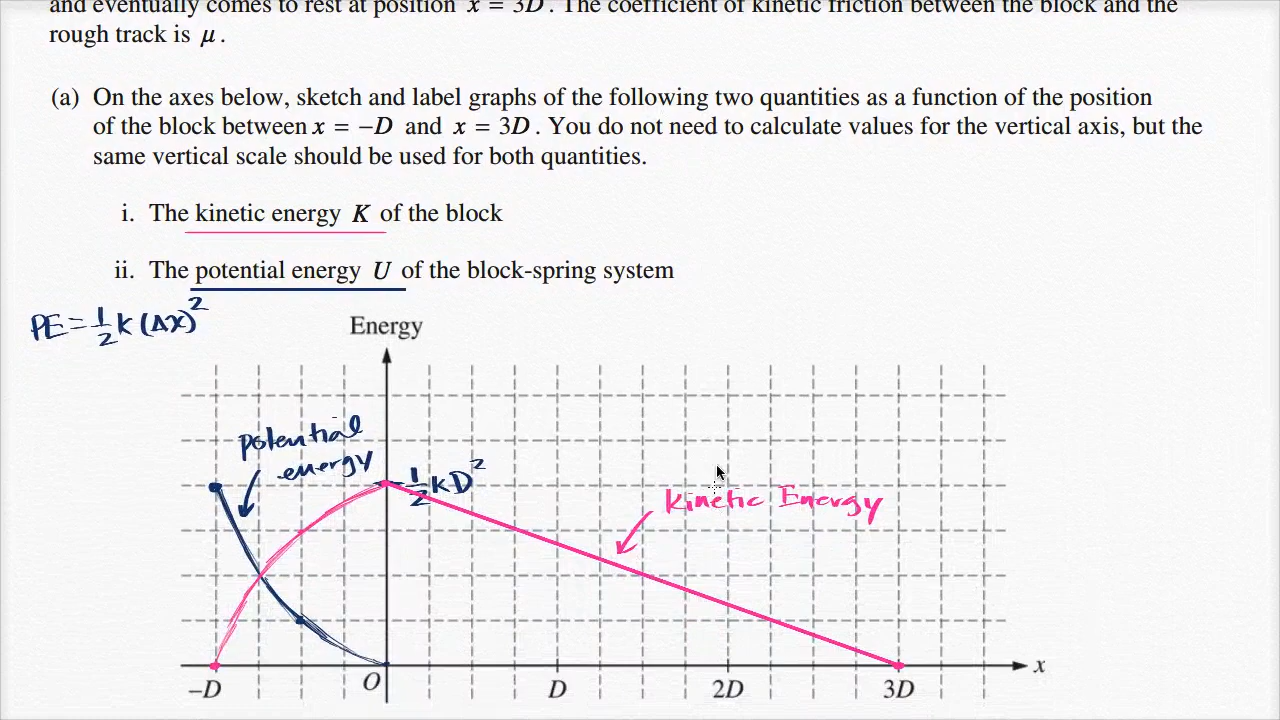 and eventually comes to rest at position x = 3D. The coefficient of kinetic friction between the block and the
rough track is μ.
(a) On the axes below, sketch and label graphs of the following two quantities as a function of the position
of the block between x = −D and x = 3D. You do not need to calculate values for the vertical axis, but the
same vertical scale should be used for both quantities.
i. The kinetic energy K of the block
ii. The potential energy U of the block-spring system
PE = 1/2 K (Δx)²
Energy
potential
energy
1/2 KD²
Kinetic Energy
x
−D
O
D
2D
3D